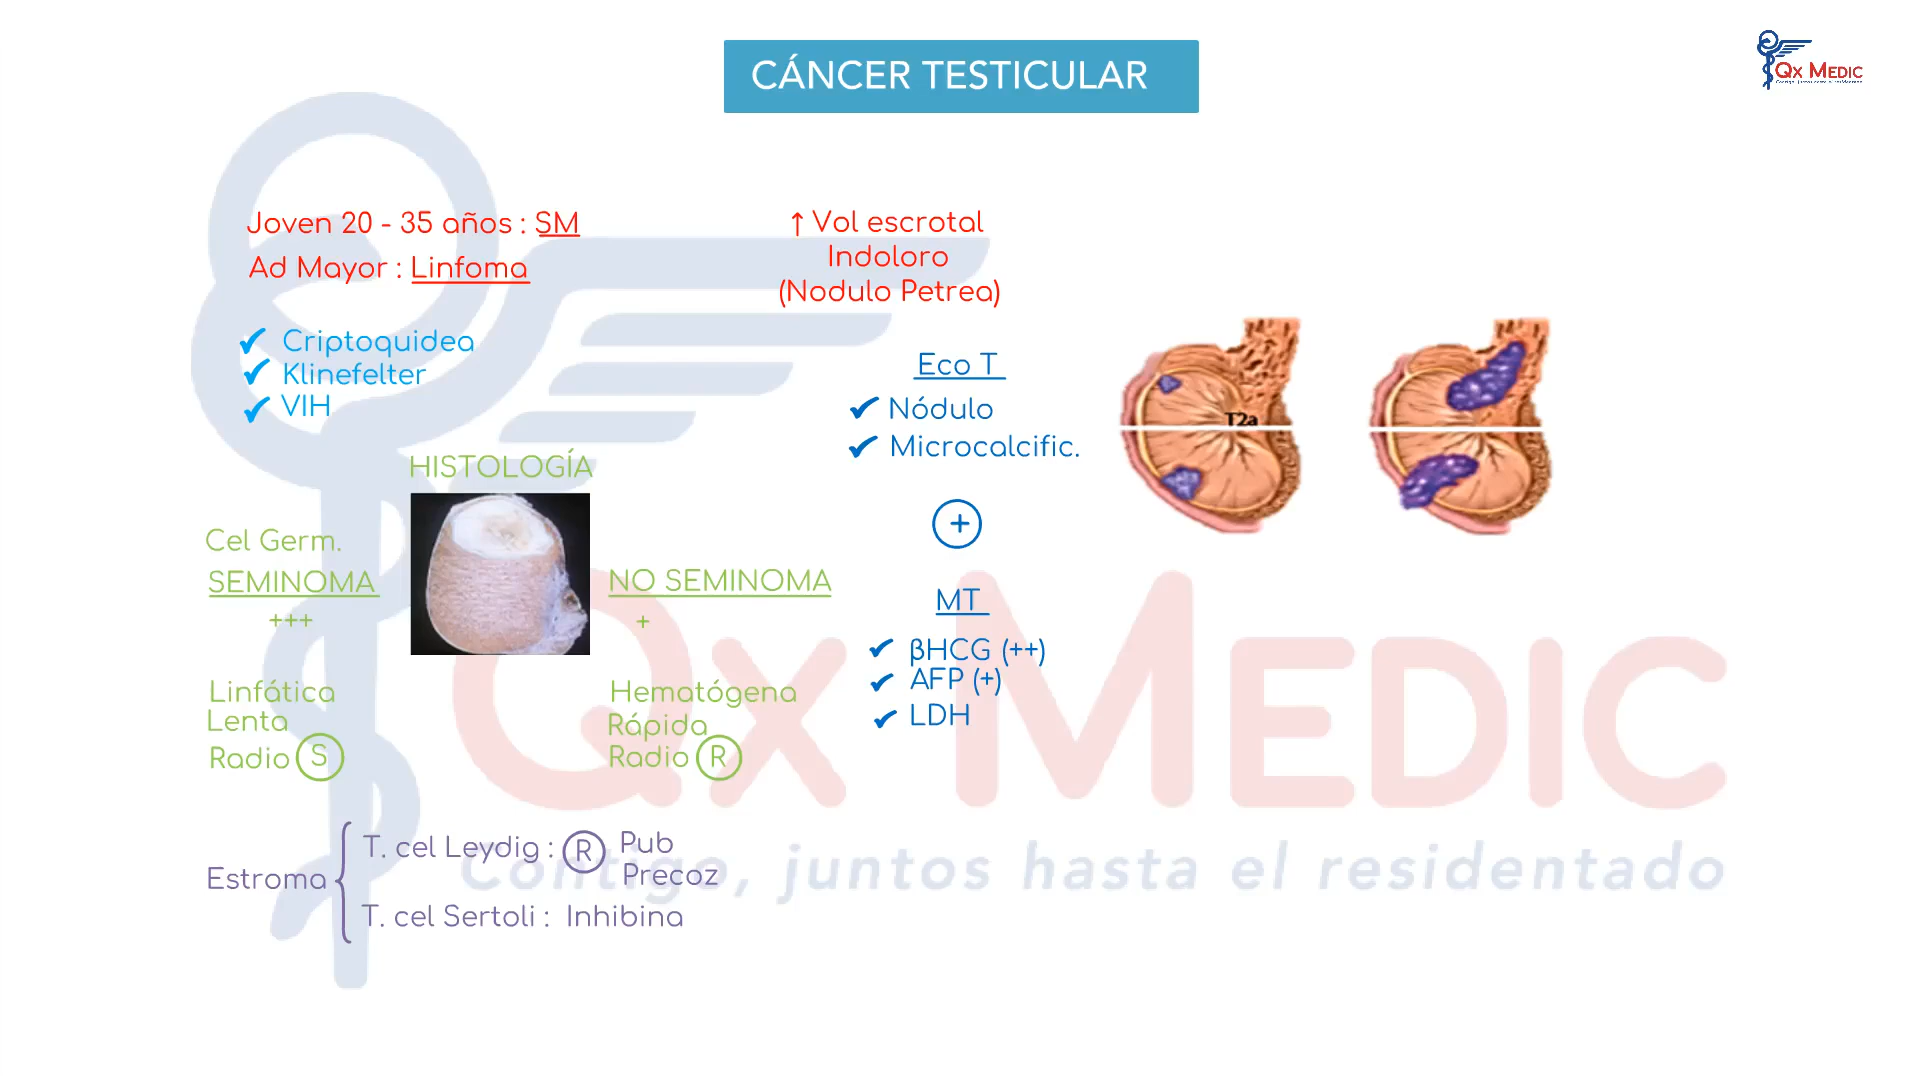 CÁNCER TESTICULAR
QX MEDIC
Joven 20 - 35 años : SM
Ad Mayor : Linfoma
Criptoquidea
Klinefelter
VIH
HISTOLOGÍA
Cel Germ.
SEMINOMA
+++
Linfática
Lenta
Radio S
NO SEMINOMA
+
Hematógena
Rápida
Radio R
Estroma
T. cel Leydig : R Pub
Precoz
T. cel Sertoli : Inhibina
↑ Vol escrotal
Indoloro
(Nodulo Petrea)
Eco T
Nódulo
Microcalcific.
+
MT
βHCG (++)
AFP (+)
LDH
T2a
QX MEDIC
Contigo, juntos hasta el residentado